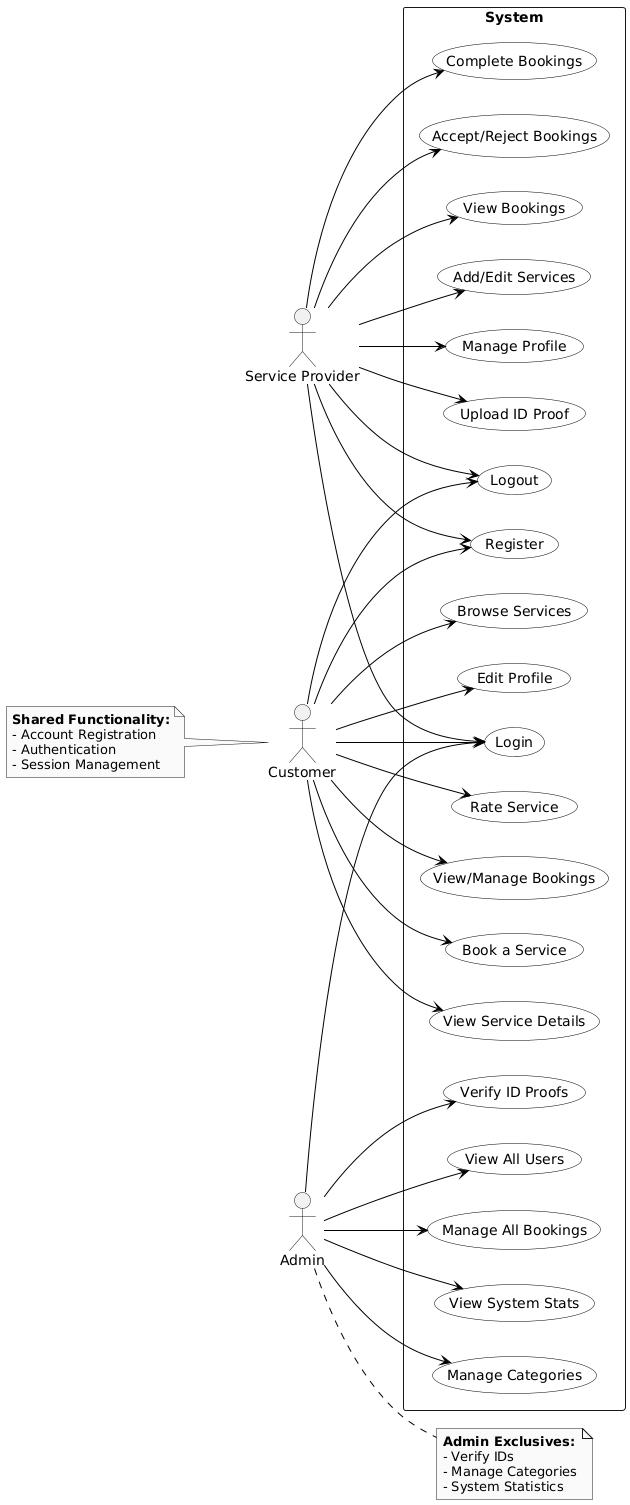 System
Complete Bookings
Accept/Reject Bookings
View Bookings
Add/Edit Services
Manage Profile
Service Provider
Upload ID Proof
Logout
Register
Browse Services
Edit Profile
Shared Functionality:
- Account Registration
- Authentication
- Session Management
Customer
Login
Rate Service
View/Manage Bookings
Book a Service
View Service Details
Verify ID Proofs
View All Users
Manage All Bookings
Admin
View System Stats
Manage Categories
Admin Exclusives:
- Verify IDs
- Manage Categories
- System Statistics